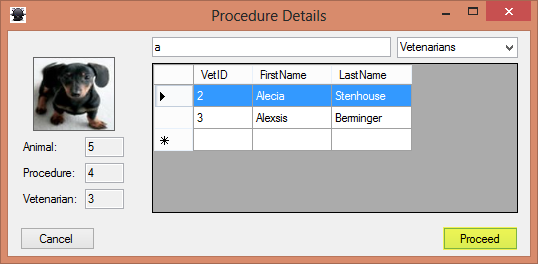 Procedure Details
a
Vetenarians
VetID FirstName LastName
2 Alecia Stenhouse
3 Alexsis Berminger
Animal: 5
Procedure: 4
Vetenarian: 3
Cancel
Proceed